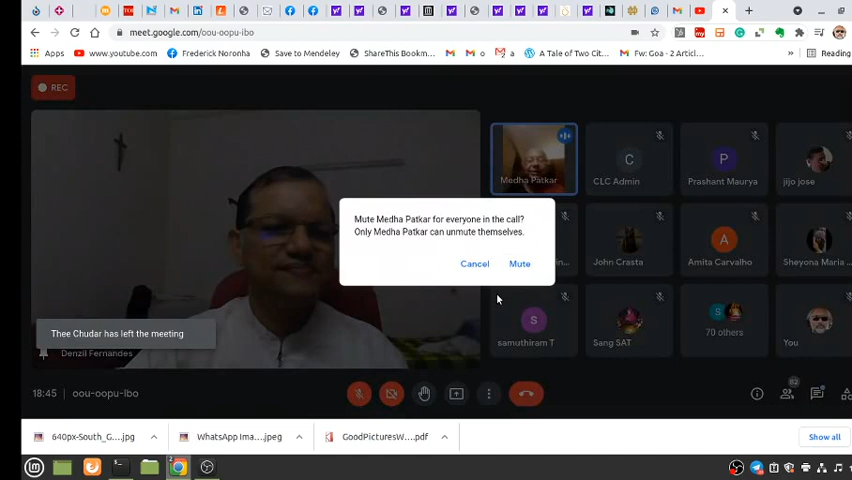 meet.google.com/oou-oopu-ibo
Apps
www.youtube.com
Frederick Noronha
Save to Mendeley
ShareThis Bookm...
o
a
A Tale of Two Cit...
Fw: Goa - 2 Articl...
»
Reading
REC
Medha Patkar
C
CLC Admin
P
Prashant Maurya
jijo jose
Mute Medha Patkar for everyone in the call?
Only Medha Patkar can unmute themselves.
Cancel
Mute
in...
John Crasta
A
Amita Carvalho
Sheyona Maria ...
Thee Chudar has left the meeting
Denzil Fernandes
S
samuthiram T
Sang SAT
S
70 others
You
18:45
oou-oopu-ibo
82
640px-South_G....jpg
WhatsApp Ima....jpeg
GoodPicturesW....pdf
Show all